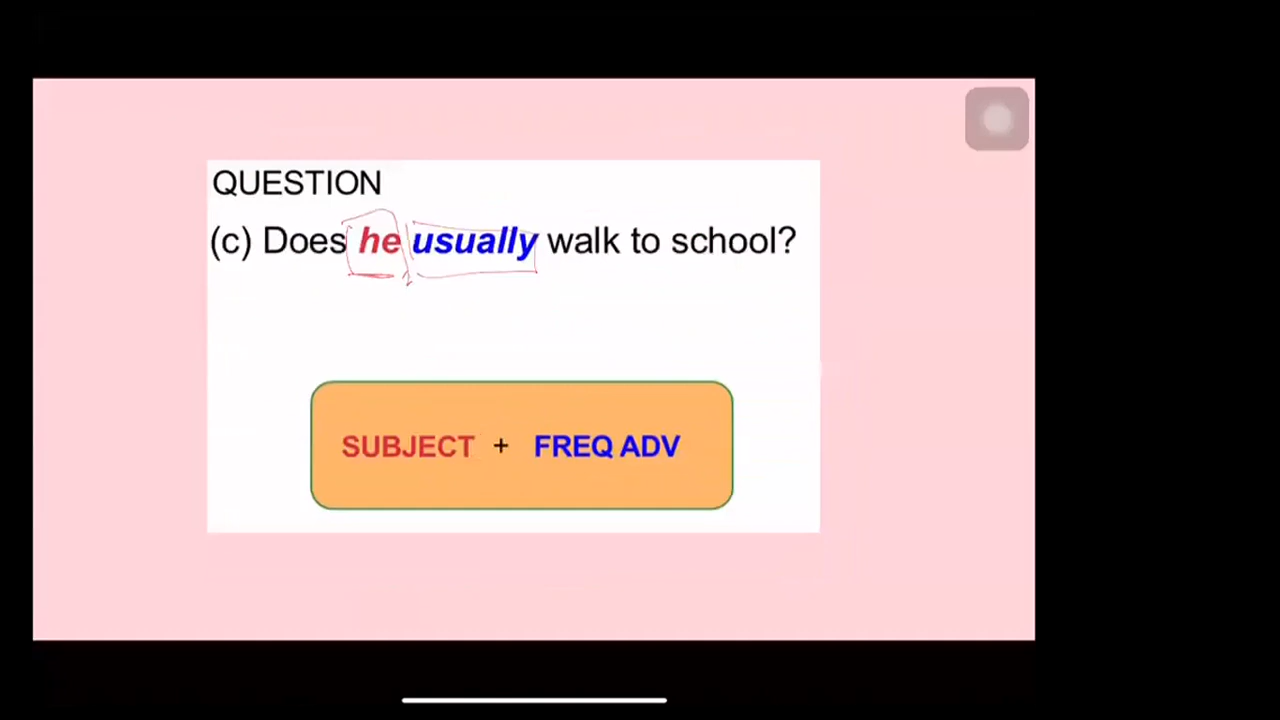 QUESTION
(c) Does he usually walk to school?
SUBJECT + FREQ ADV